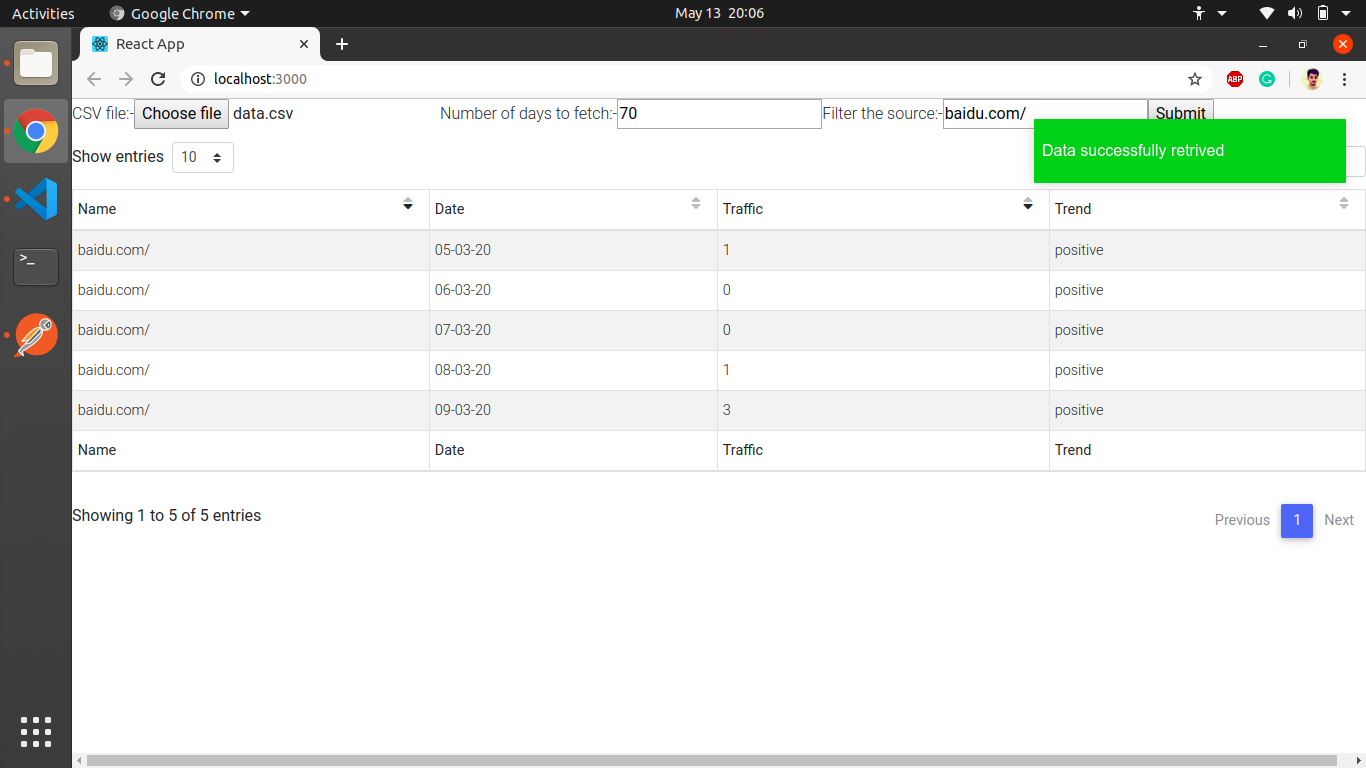 Activities Google Chrome May 13 20:06
React App
localhost:3000
ABP
CSV file:- Choose file data.csv Number of days to fetch:- 70 Filter the source:- baidu.com/ Submit
Data successfully retrived
Show entries 10
Name Date Traffic Trend
baidu.com/ 05-03-20 1 positive
baidu.com/ 06-03-20 0 positive
baidu.com/ 07-03-20 0 positive
baidu.com/ 08-03-20 1 positive
baidu.com/ 09-03-20 3 positive
Name Date Traffic Trend
Showing 1 to 5 of 5 entries
Previous 1 Next